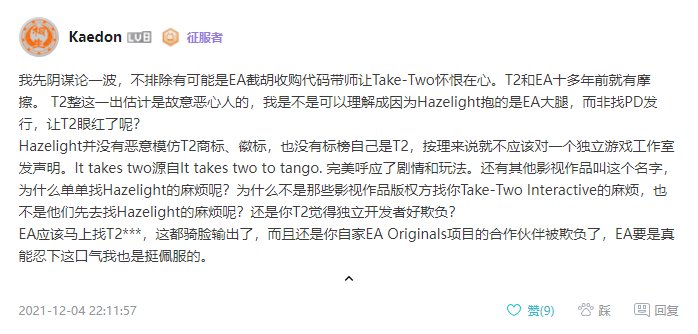 Kaedon LV8 征服者
我先阴谋论一波，不排除有可能是EA截胡收购代码带师让Take-Two怀恨在心。T2和EA十多年前就有摩
擦。 T2整这一出估计是故意恶心人的，我是不是可以理解成因为Hazelight抱的是EA大腿，而非找PD发
行，让T2眼红了呢？
Hazelight并没有恶意模仿T2商标、徽标，也没有标榜自己是T2，按理来说就不应该对一个独立游戏工作室
发声明。It takes two源自It takes two to tango. 完美呼应了剧情和玩法。还有其他影视作品叫这个名字，
为什么单单找Hazelight的麻烦呢？为什么不是那些影视作品版权方找你Take-Two Interactive的麻烦，也
不是他们先去找Hazelight的麻烦呢？还是你T2觉得独立开发者好欺负？
EA应该马上找T2***，这都骑脸输出了，而且还是你自家EA Originals项目的合作伙伴被欺负了，EA要是真
能忍下这口气我也是挺佩服的。
2021-12-04 22:11:57 赞(9) 踩 回复